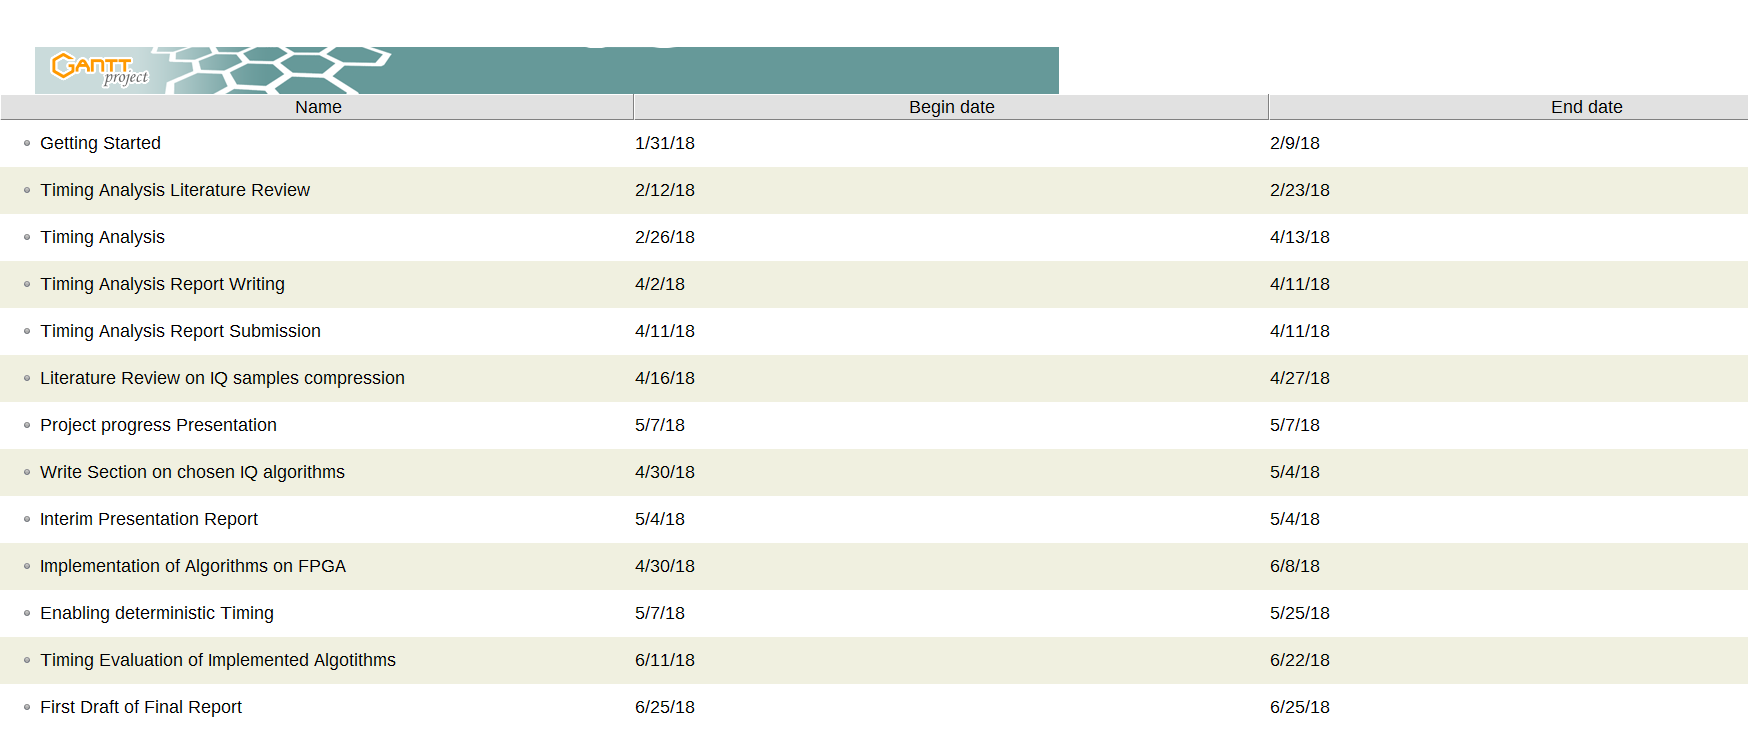 GANTT
project
Name Begin date End date
Getting Started 1/31/18 2/9/18
Timing Analysis Literature Review 2/12/18 2/23/18
Timing Analysis 2/26/18 4/13/18
Timing Analysis Report Writing 4/2/18 4/11/18
Timing Analysis Report Submission 4/11/18 4/11/18
Literature Review on IQ samples compression 4/16/18 4/27/18
Project progress Presentation 5/7/18 5/7/18
Write Section on chosen IQ algorithms 4/30/18 5/4/18
Interim Presentation Report 5/4/18 5/4/18
Implementation of Algorithms on FPGA 4/30/18 6/8/18
Enabling deterministic Timing 5/7/18 5/25/18
Timing Evaluation of Implemented Algotithms 6/11/18 6/22/18
First Draft of Final Report 6/25/18 6/25/18